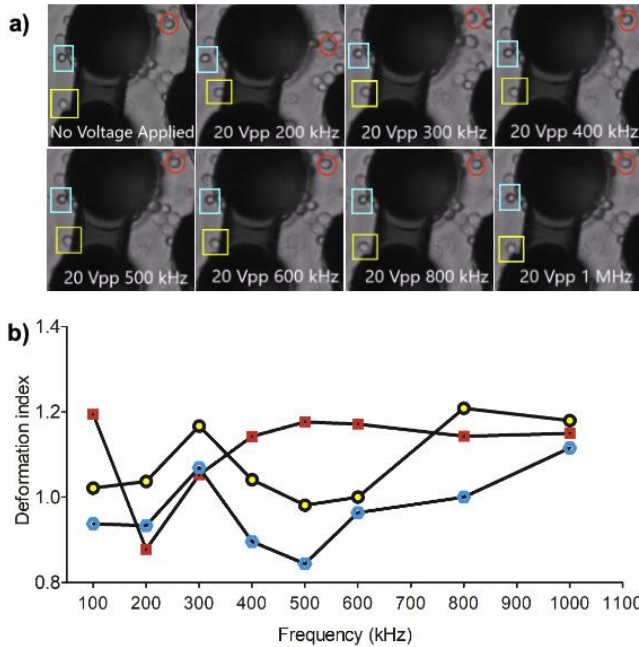 a)
No Voltage Applied
20 Vpp 200 kHz
20 Vpp 300 kHz
20 Vpp 400 kHz
20 Vpp 500 kHz
20 Vpp 600 kHz
20 Vpp 800 kHz
20 Vpp 1 MHz
b)
Deformation index
1.4
1.2
1.0
0.8
100 200 300 400 500 600 700 800 900 1000 1100
Frequency (kHz)